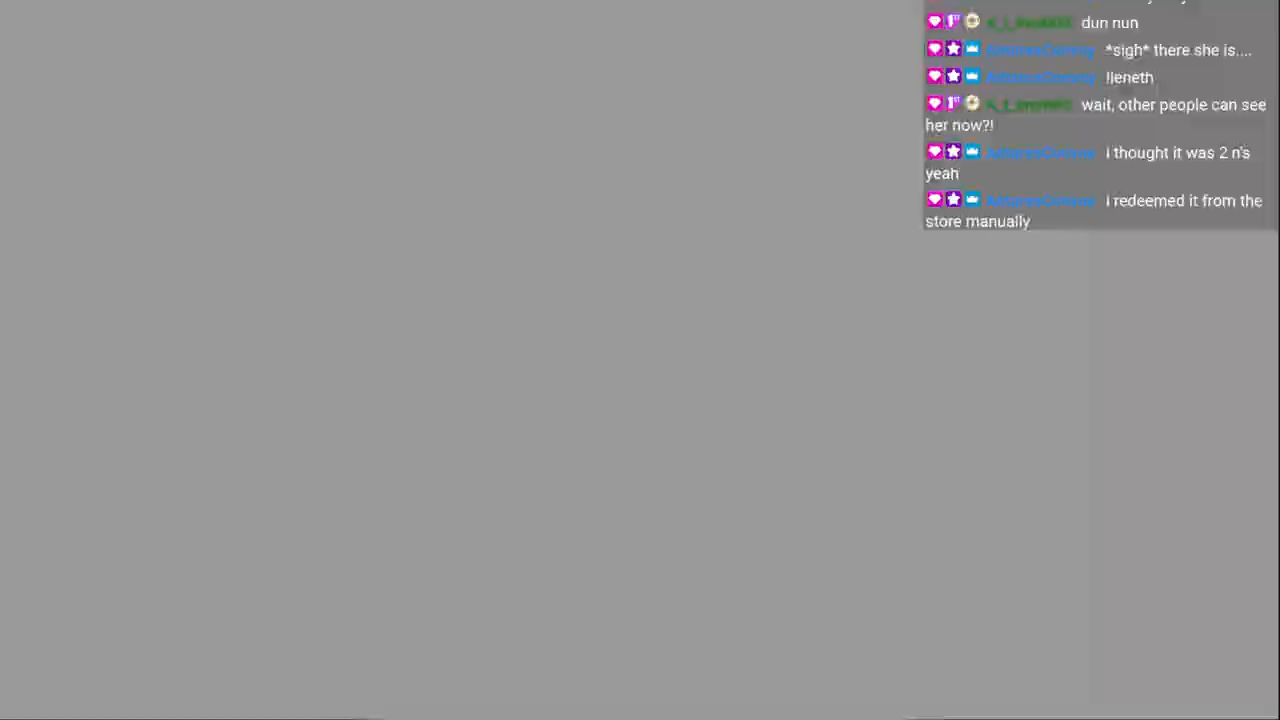 dun nun
*sigh* there she is....
!leneth
wait, other people can see
her now?!
I thought it was 2 n's
yeah
I redeemed it from the
store manually